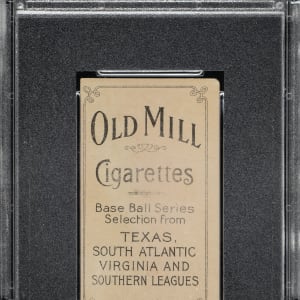 OLD MILL
Cigarettes
Base Ball Series
Selection from
TEXAS,
SOUTH ATLANTIC
VIRGINIA AND
SOUTHERN LEAGUES